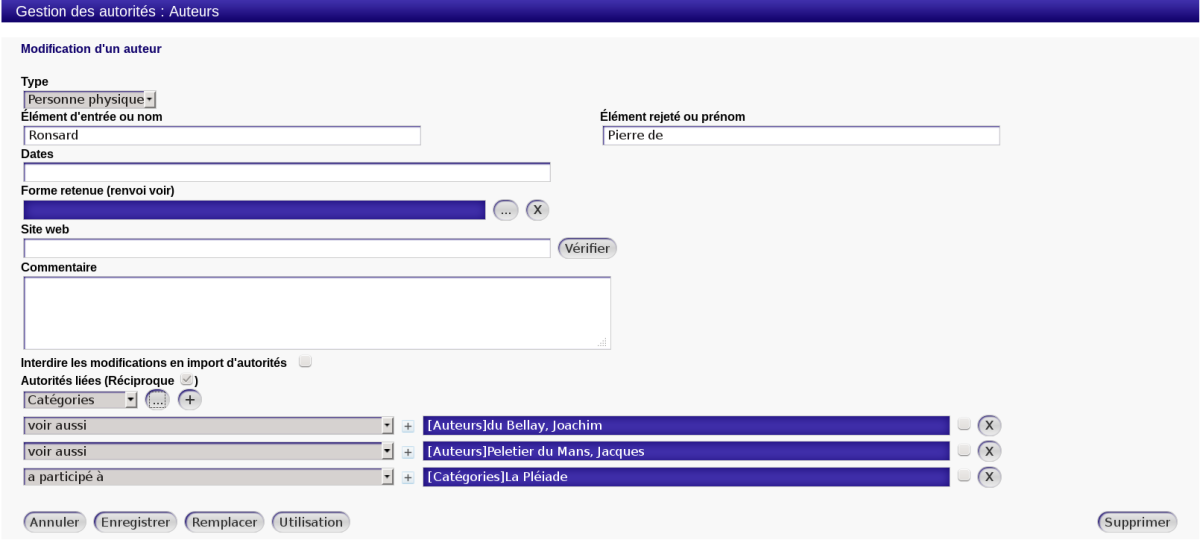 Gestion des autorités : Auteurs
Modification d'un auteur
Type
Personne physique
Élément d'entrée ou nom Élément rejeté ou prénom
Ronsard Pierre de
Dates
Forme retenue (renvoi voir)
... X
Site web
Vérifier
Commentaire
Interdire les modifications en import d'autorités
Autorités liées (Réciproque )
Catégories ... +
voir aussi + [Auteurs]du Bellay, Joachim X
voir aussi + [Auteurs]Peletier du Mans, Jacques X
a participé à + [Catégories]La Pléiade X
Annuler Enregistrer Remplacer Utilisation Supprimer